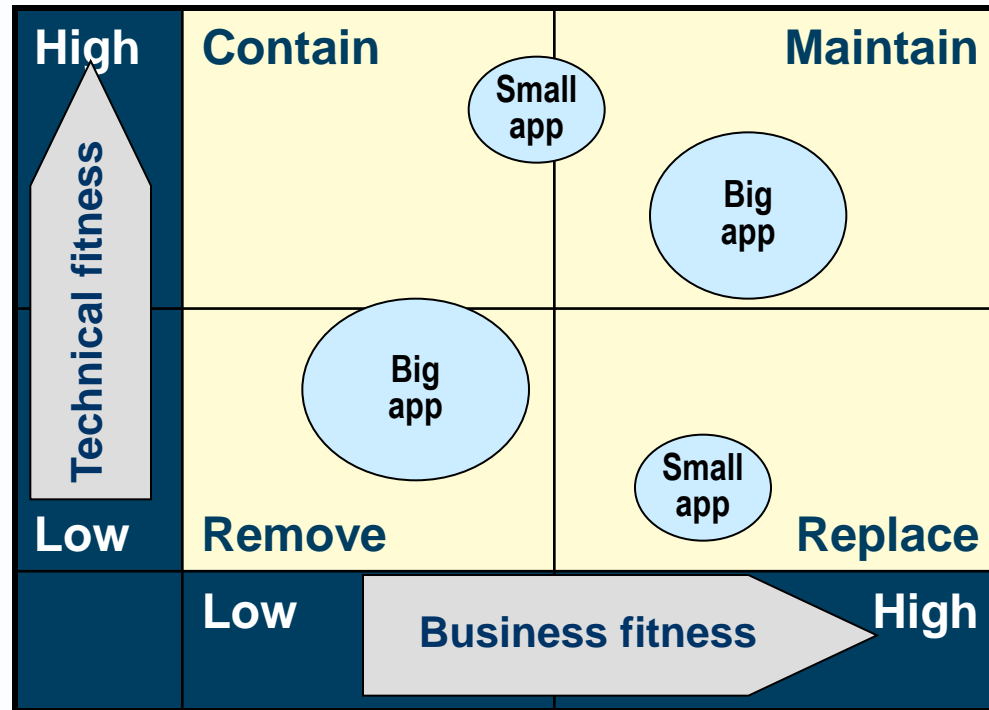 High
Contain
Maintain
Small
app
Big
app
Technical fitness
Big
app
Small
app
Low
Remove
Replace
Low
Business fitness
High